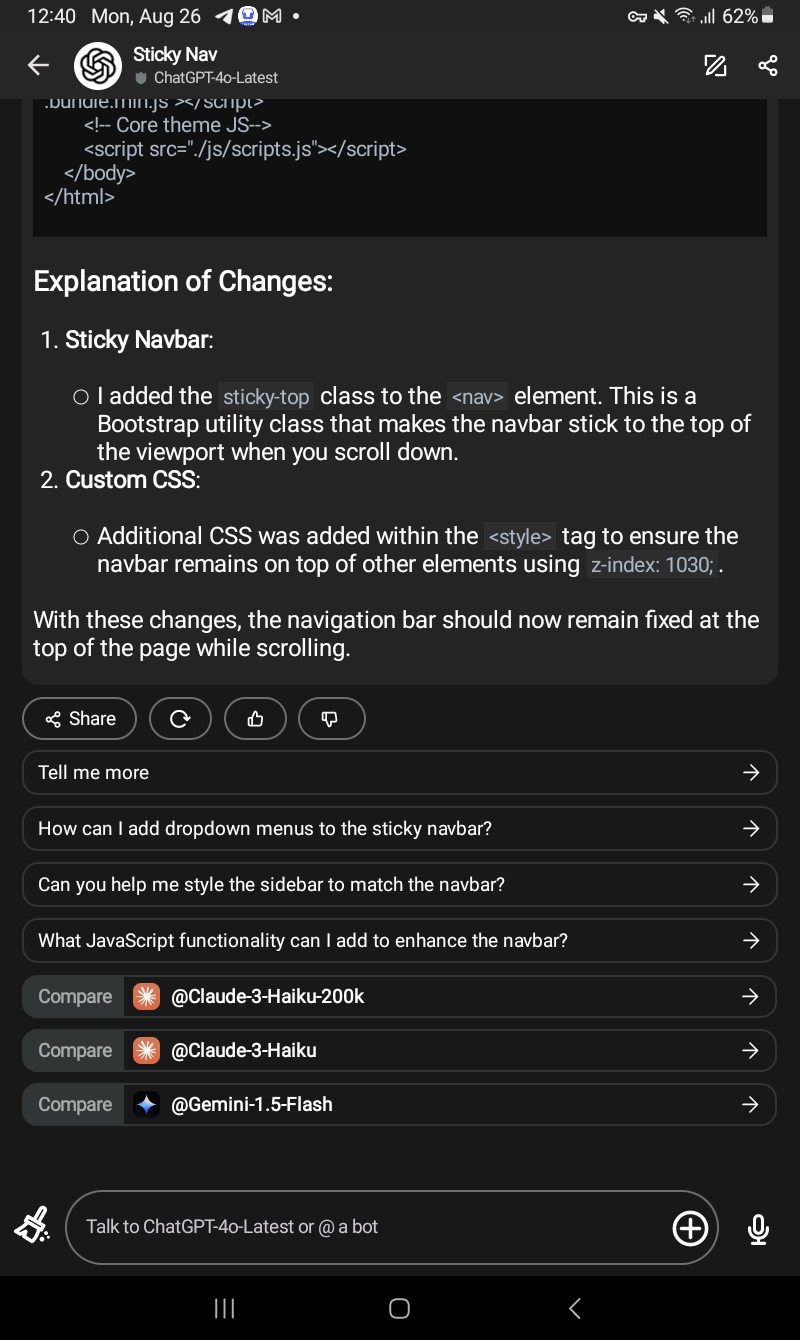 12:40 Mon, Aug 26 62%
Sticky Nav
ChatGPT-4o-Latest
.bundle.min.js"></script>
<!-- Core theme JS-->
<script src="./js/scripts.js"></script>
</body>
</html>
Explanation of Changes:
1. Sticky Navbar:
○ I added the sticky-top class to the <nav> element. This is a
Bootstrap utility class that makes the navbar stick to the top of
the viewport when you scroll down.
2. Custom CSS:
○ Additional CSS was added within the <style> tag to ensure the
navbar remains on top of other elements using z-index: 1030; .
With these changes, the navigation bar should now remain fixed at the
top of the page while scrolling.
Share
Tell me more
How can I add dropdown menus to the sticky navbar?
Can you help me style the sidebar to match the navbar?
What JavaScript functionality can I add to enhance the navbar?
Compare @Claude-3-Haiku-200k
Compare @Claude-3-Haiku
Compare @Gemini-1.5-Flash
Talk to ChatGPT-4o-Latest or @ a bot